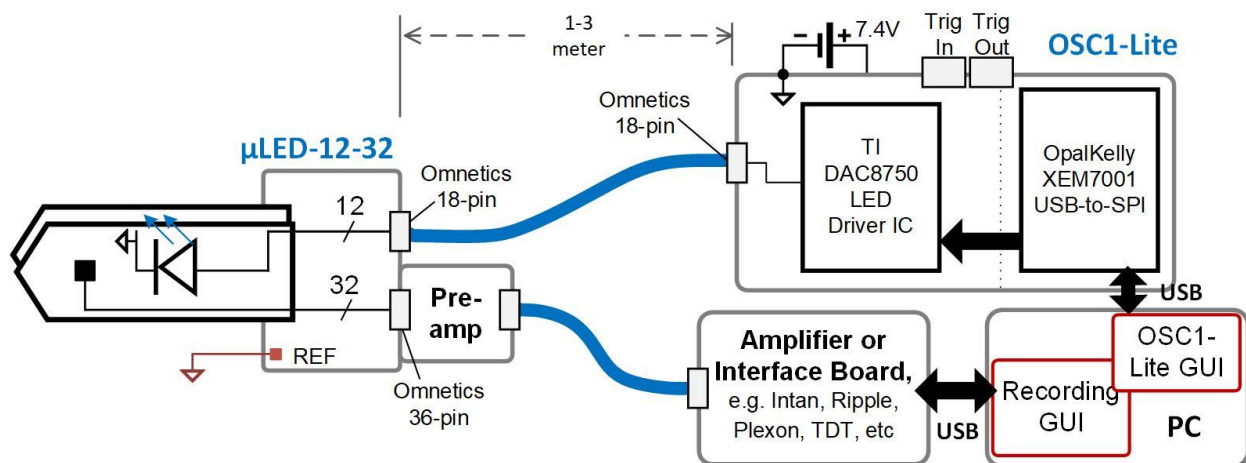 1-3
meter
- + 7.4V
Trig
In
Trig
Out
OSC1-Lite
Omnetics
18-pin
µLED-12-32
Omnetics
18-pin
TI
DAC8750
LED
Driver IC
OpalKelly
XEM7001
USB-to-SPI
12
32
Pre-
amp
REF
Omnetics
36-pin
USB
Amplifier or
Interface Board,
e.g. Intan, Ripple,
Plexon, TDT, etc
USB
OSC1-
Lite GUI
Recording
GUI
PC